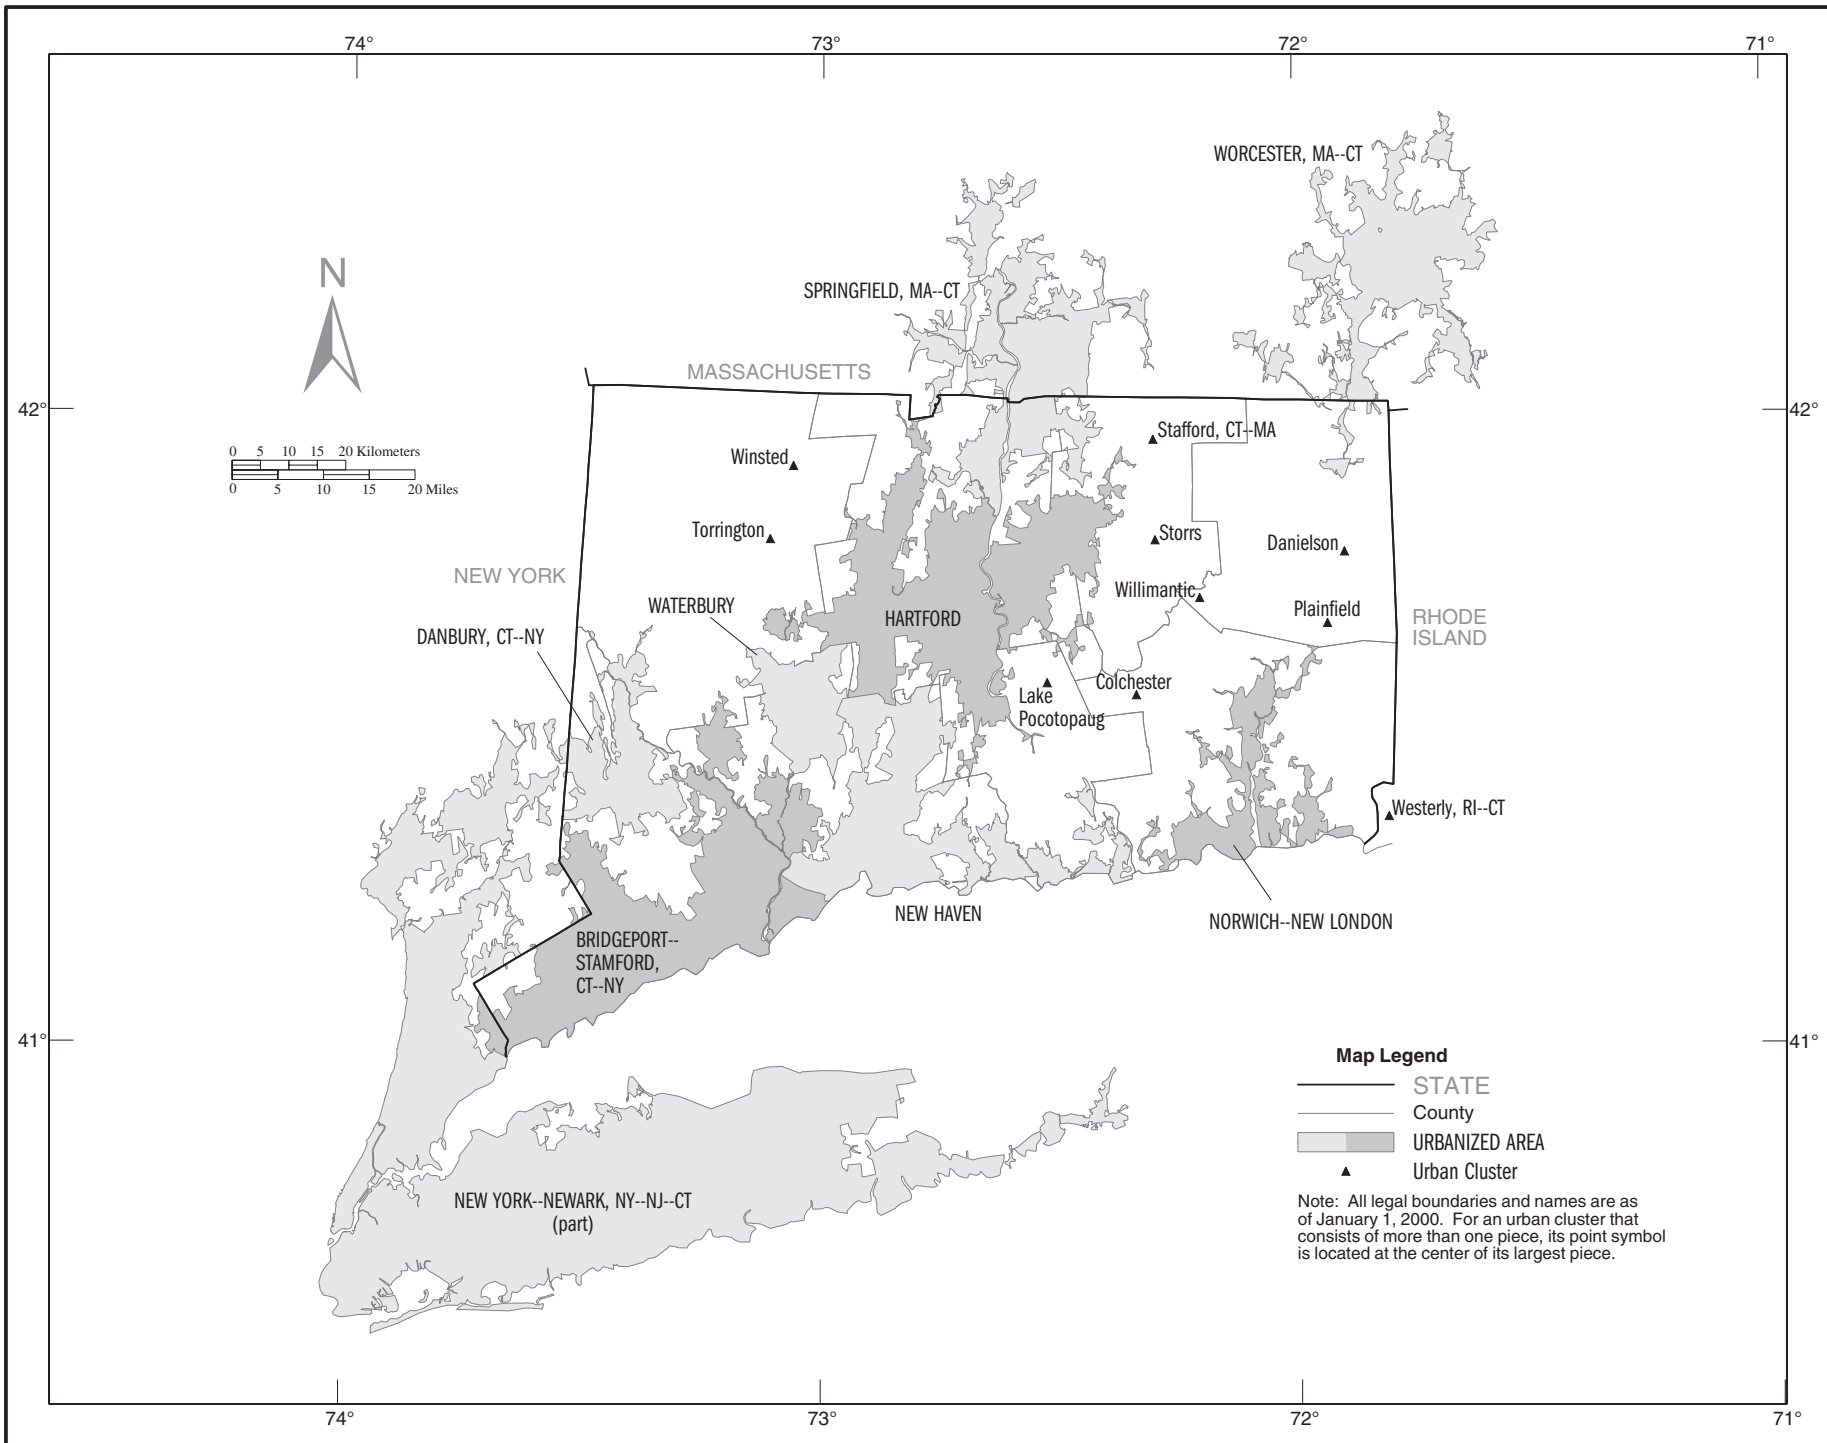 74°
73°
72°
71°
WORCESTER, MA--CT
N
SPRINGFIELD, MA--CT
MASSACHUSETTS
42°
42°
Stafford, CT--MA
0 5 10 15 20 Kilometers
0 5 10 15 20 Miles
Winsted
Torrington
Storrs
Danielson
NEW YORK
Willimantic
WATERBURY
Plainfield
HARTFORD
RHODE
ISLAND
DANBURY, CT--NY
Colchester
Lake
Pocotopaug
Westerly, RI--CT
NEW HAVEN
NORWICH--NEW LONDON
BRIDGEPORT--
STAMFORD,
CT--NY
41°
41°
Map Legend
STATE
County
URBANIZED AREA
Urban Cluster
Note: All legal boundaries and names are as
of January 1, 2000. For an urban cluster that
consists of more than one piece, its point symbol
is located at the center of its largest piece.
NEW YORK--NEWARK, NY--NJ--CT
(part)
74°
73°
72°
71°